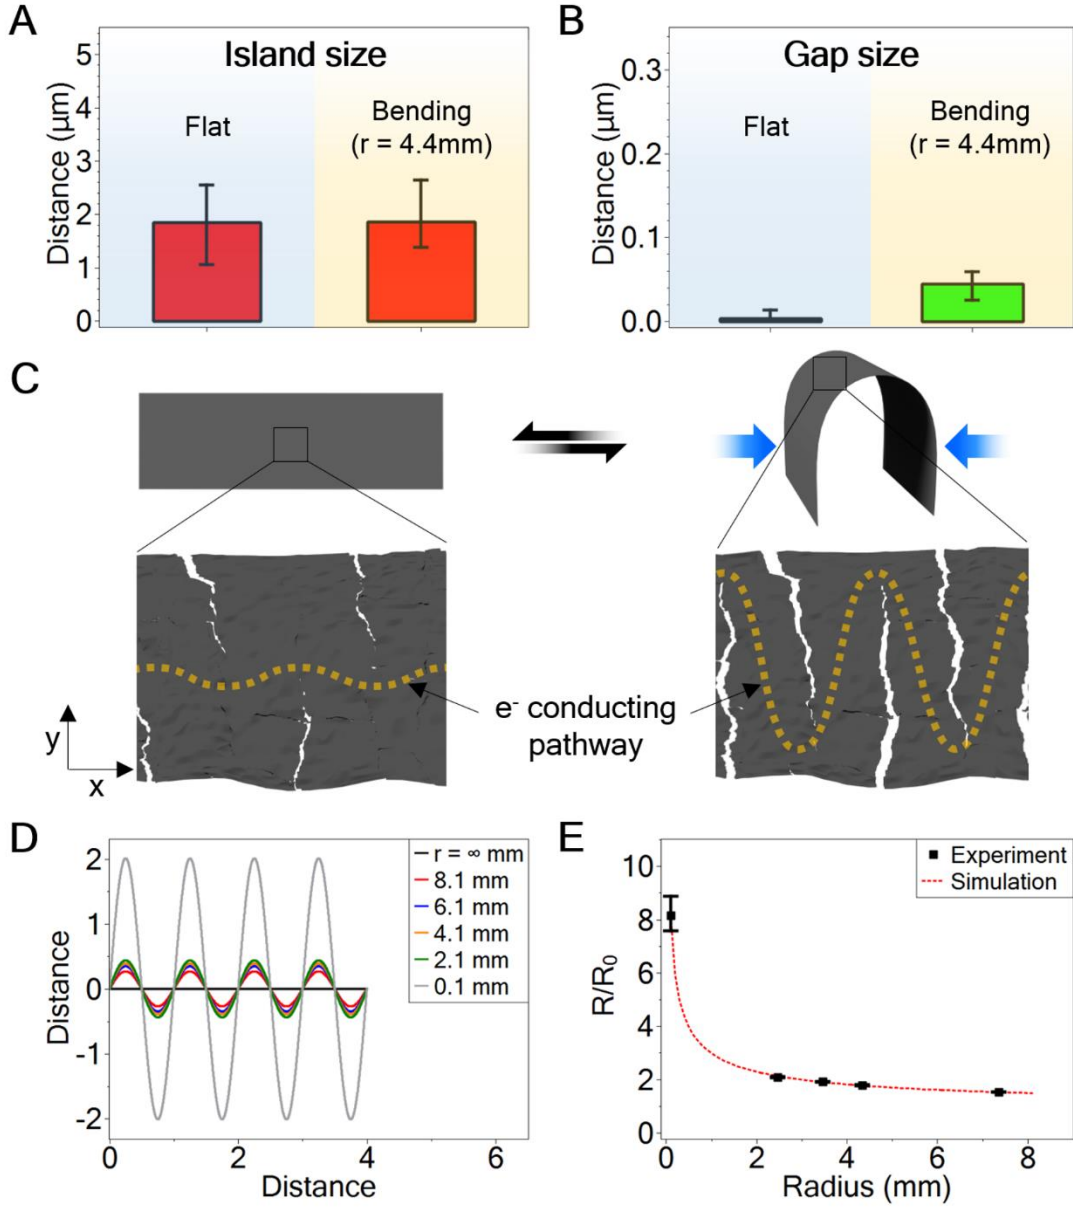 A
Island size
Flat
Bending
(r = 4.4mm)
Distance (μm)
5
4
3
2
1
0
B
Gap size
Flat
Bending
(r = 4.4mm)
Distance (μm)
0.3
0.2
0.1
0.0
C
e- conducting
pathway
y
x
D
r = ∞ mm
8.1 mm
6.1 mm
4.1 mm
2.1 mm
0.1 mm
Distance
2
1
0
-1
-2
0 2 4 6
Distance
E
Experiment
Simulation
R/R0
10
8
6
4
2
0
0 2 4 6 8
Radius (mm)